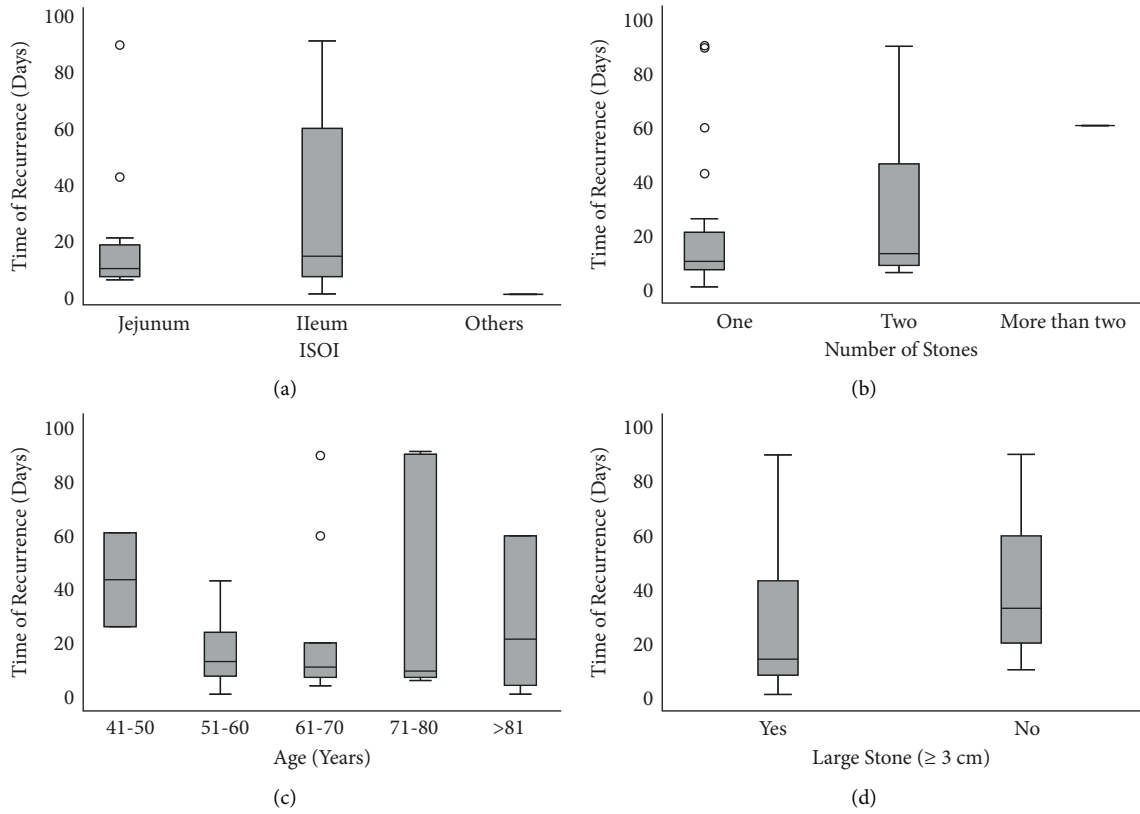 Time of Recurrence (Days)
100
80
60
40
20
0
Jejunum IIeum Others
ISOI
(a)
Time of Recurrence (Days)
100
80
60
40
20
0
One Two More than two
Number of Stones
(b)
Time of Recurrence (Days)
100
80
60
40
20
0
41-50 51-60 61-70 71-80 >81
Age (Years)
(c)
Time of Recurrence (Days)
100
80
60
40
20
0
Yes No
Large Stone (≥ 3 cm)
(d)